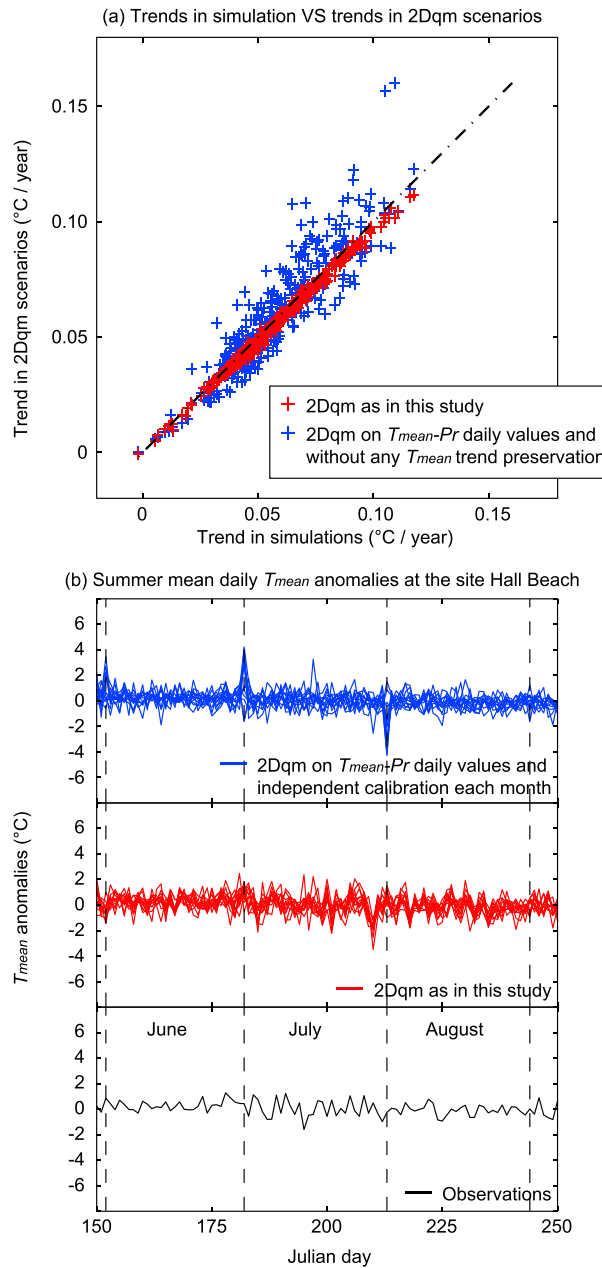 (a) Trends in simulation VS trends in 2Dqm scenarios
Trend in 2Dqm scenarios (°C / year)
0.15
0.10
0.05
0
2Dqm as in this study
2Dqm on Tmean-Pr daily values and
without any Tmean trend preservation
0 0.05 0.10 0.15
Trend in simulations (°C / year)
(b) Summer mean daily Tmean anomalies at the site Hall Beach
Tmean anomalies (°C)
6
4
2
0
-2
-4
-6
2Dqm on Tmean-Pr daily values and
independent calibration each month
6
4
2
0
-2
-4
-6
2Dqm as in this study
June July August
6
4
2
0
-2
-4
-6
Observations
150 175 200 225 250
Julian day